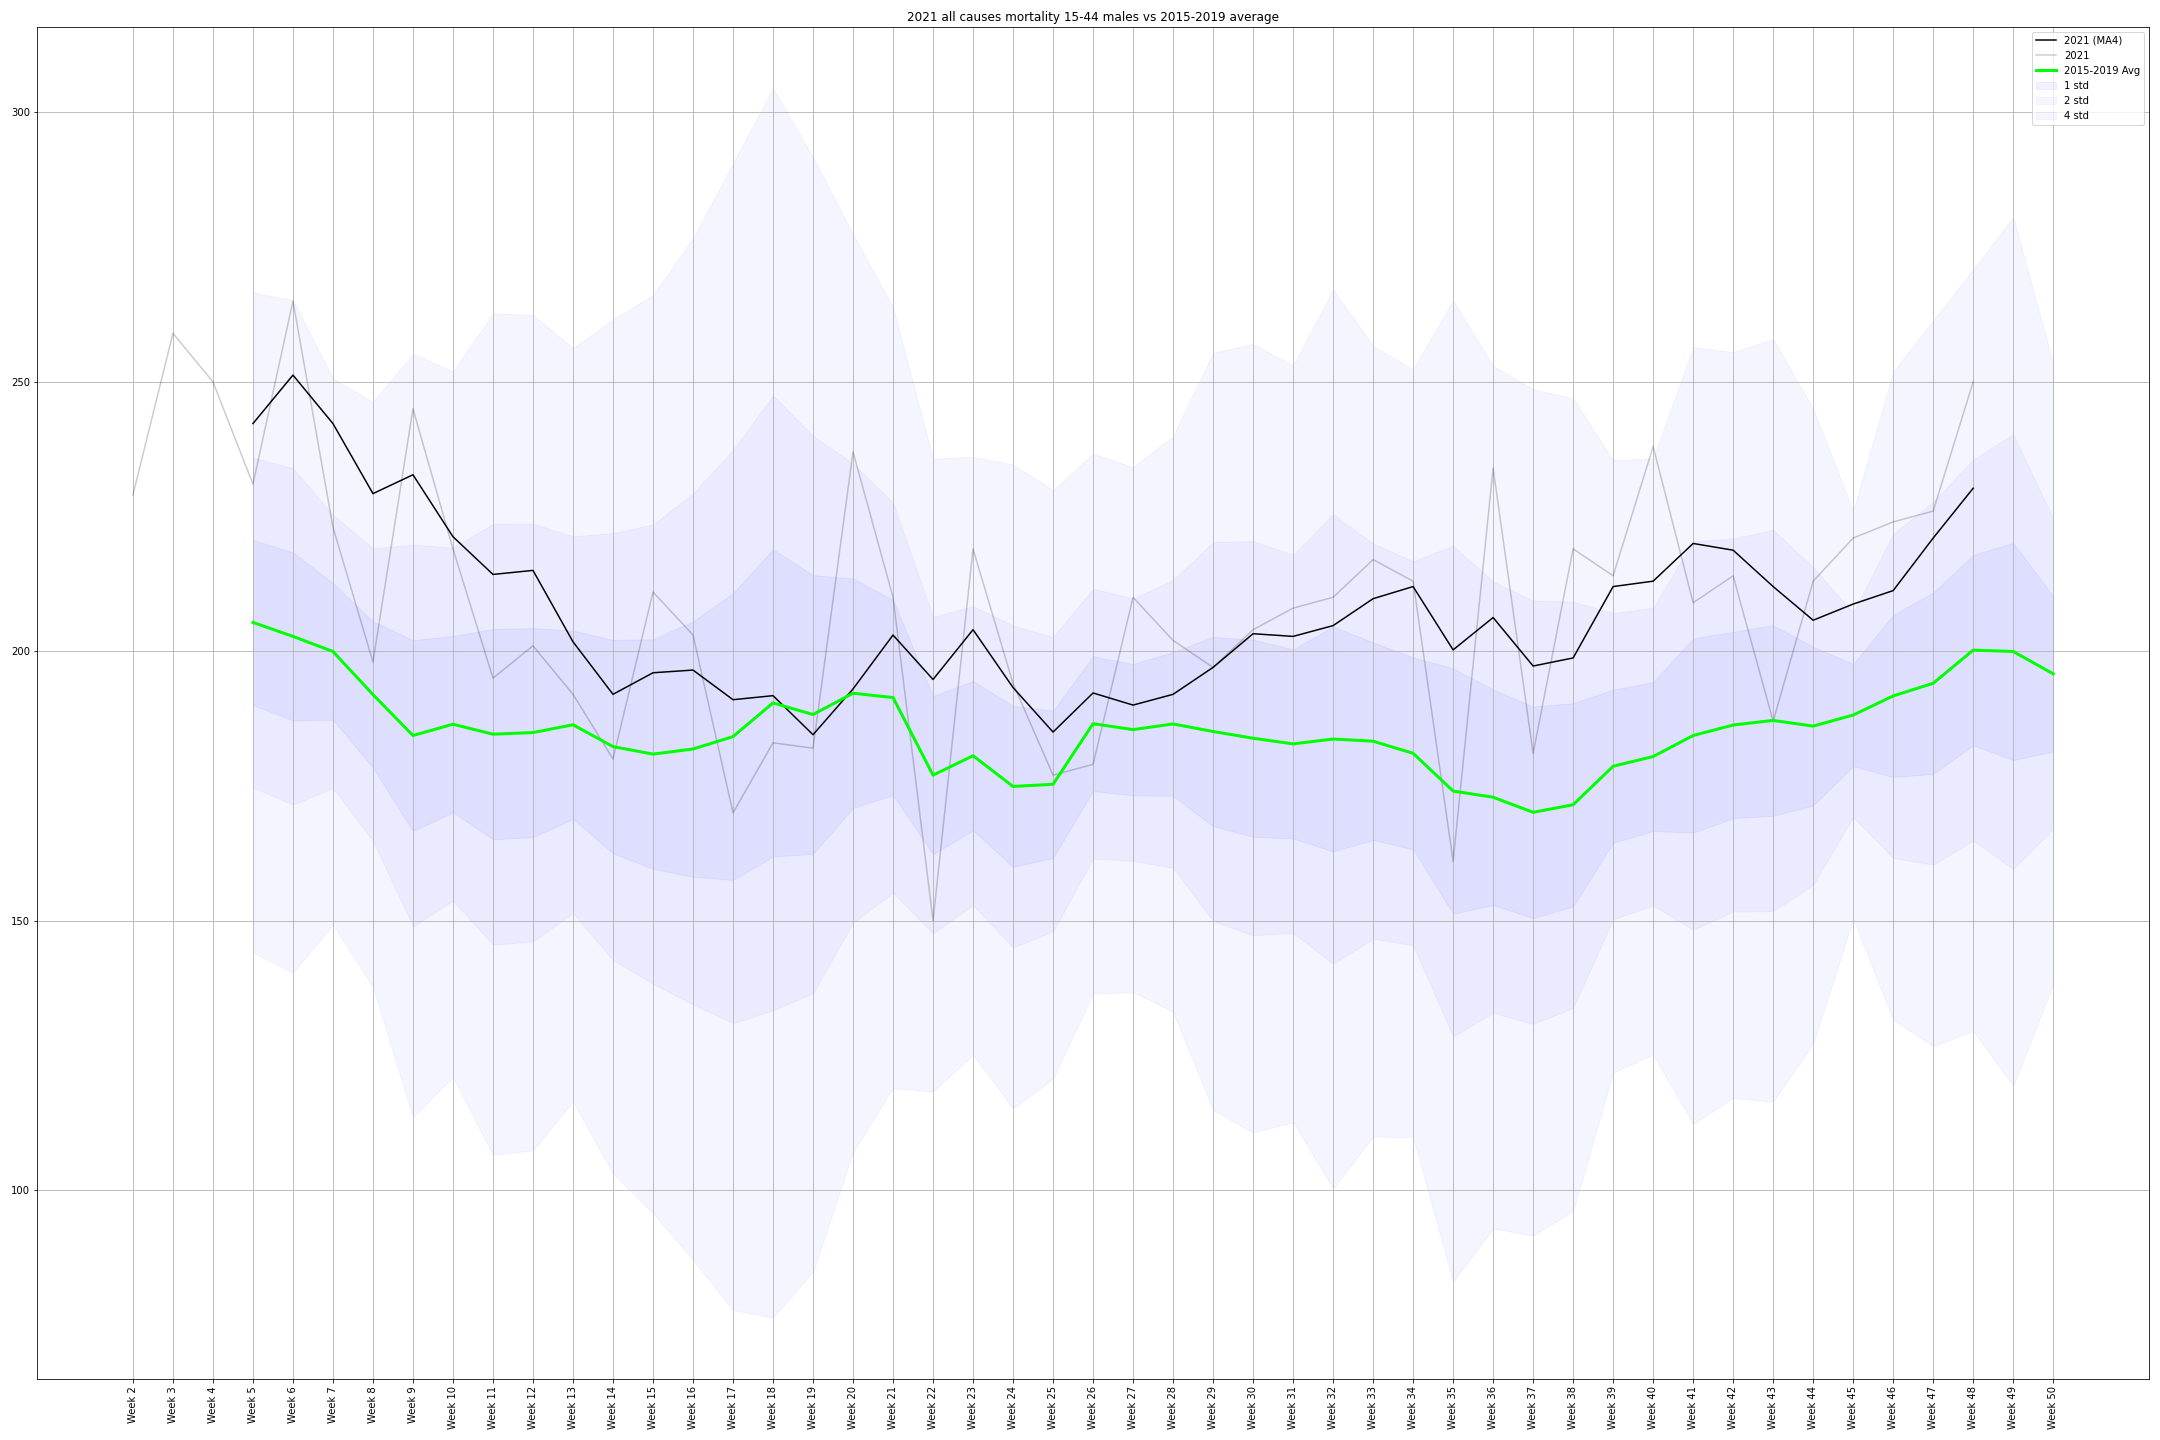 2021 all causes mortality 15-44 males vs 2015-2019 average
2021 (MA4)
2021
2015-2019 Avg
1 std
2 std
4 std
300
250
200
150
100
Week 2
Week 3
Week 4
Week 5
Week 6
Week 7
Week 8
Week 9
Week 10
Week 11
Week 12
Week 13
Week 14
Week 15
Week 16
Week 17
Week 18
Week 19
Week 20
Week 21
Week 22
Week 23
Week 24
Week 25
Week 26
Week 27
Week 28
Week 29
Week 30
Week 31
Week 32
Week 33
Week 34
Week 35
Week 36
Week 37
Week 38
Week 39
Week 40
Week 41
Week 42
Week 43
Week 44
Week 45
Week 46
Week 47
Week 48
Week 49
Week 50